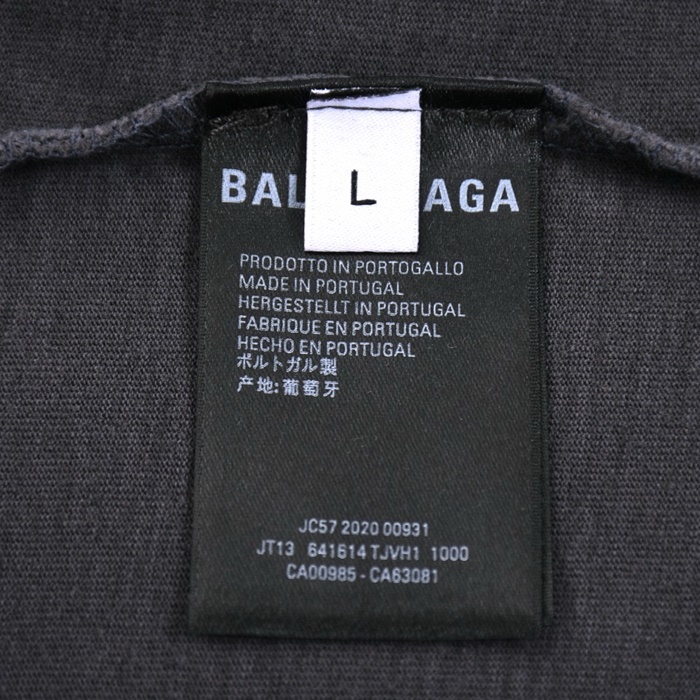 BAL AGA
L
PRODOTTO IN PORTOGALLO
MADE IN PORTUGAL
HERGESTELLT IN PORTUGAL
FABRIQUE EN PORTUGAL
HECHO EN PORTUGAL
ポルトガル製
产地:葡萄牙
JC57 2020 00931
JT13 641614 TJVH1 1000
CA00985 - CA63081